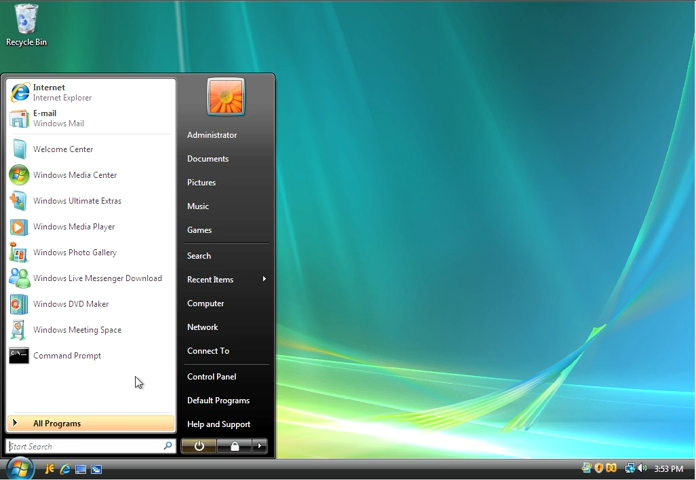 Recycle Bin
Internet
Internet Explorer
E-mail
Windows Mail
Welcome Center
Windows Media Center
Windows Ultimate Extras
Windows Media Player
Windows Photo Gallery
Windows Live Messenger Download
Windows DVD Maker
Windows Meeting Space
Command Prompt
All Programs
Start Search
Administrator
Documents
Pictures
Music
Games
Search
Recent Items
Computer
Network
Connect To
Control Panel
Default Programs
Help and Support
3:53 PM